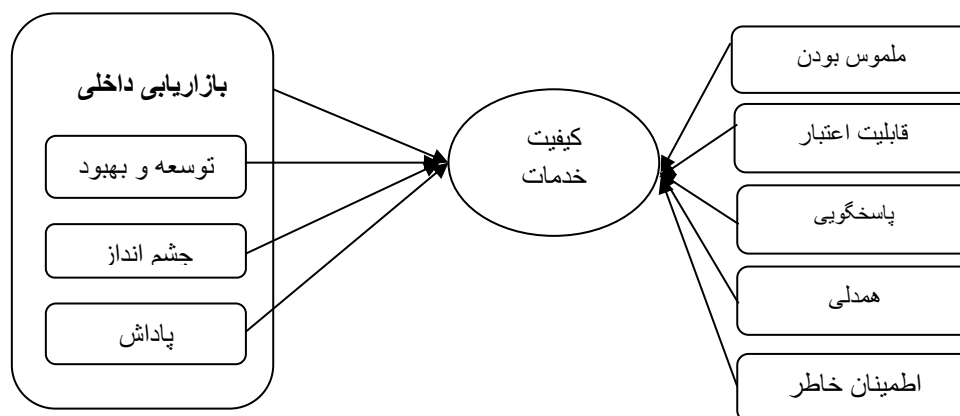 بازاریابی داخلی
توسعه و بهبود
جشم انداز
پاداش
کیفیت
خدمات
ملموس بودن
قابلیت اعتبار
پاسخگویی
همدلی
اطمینان خاطر